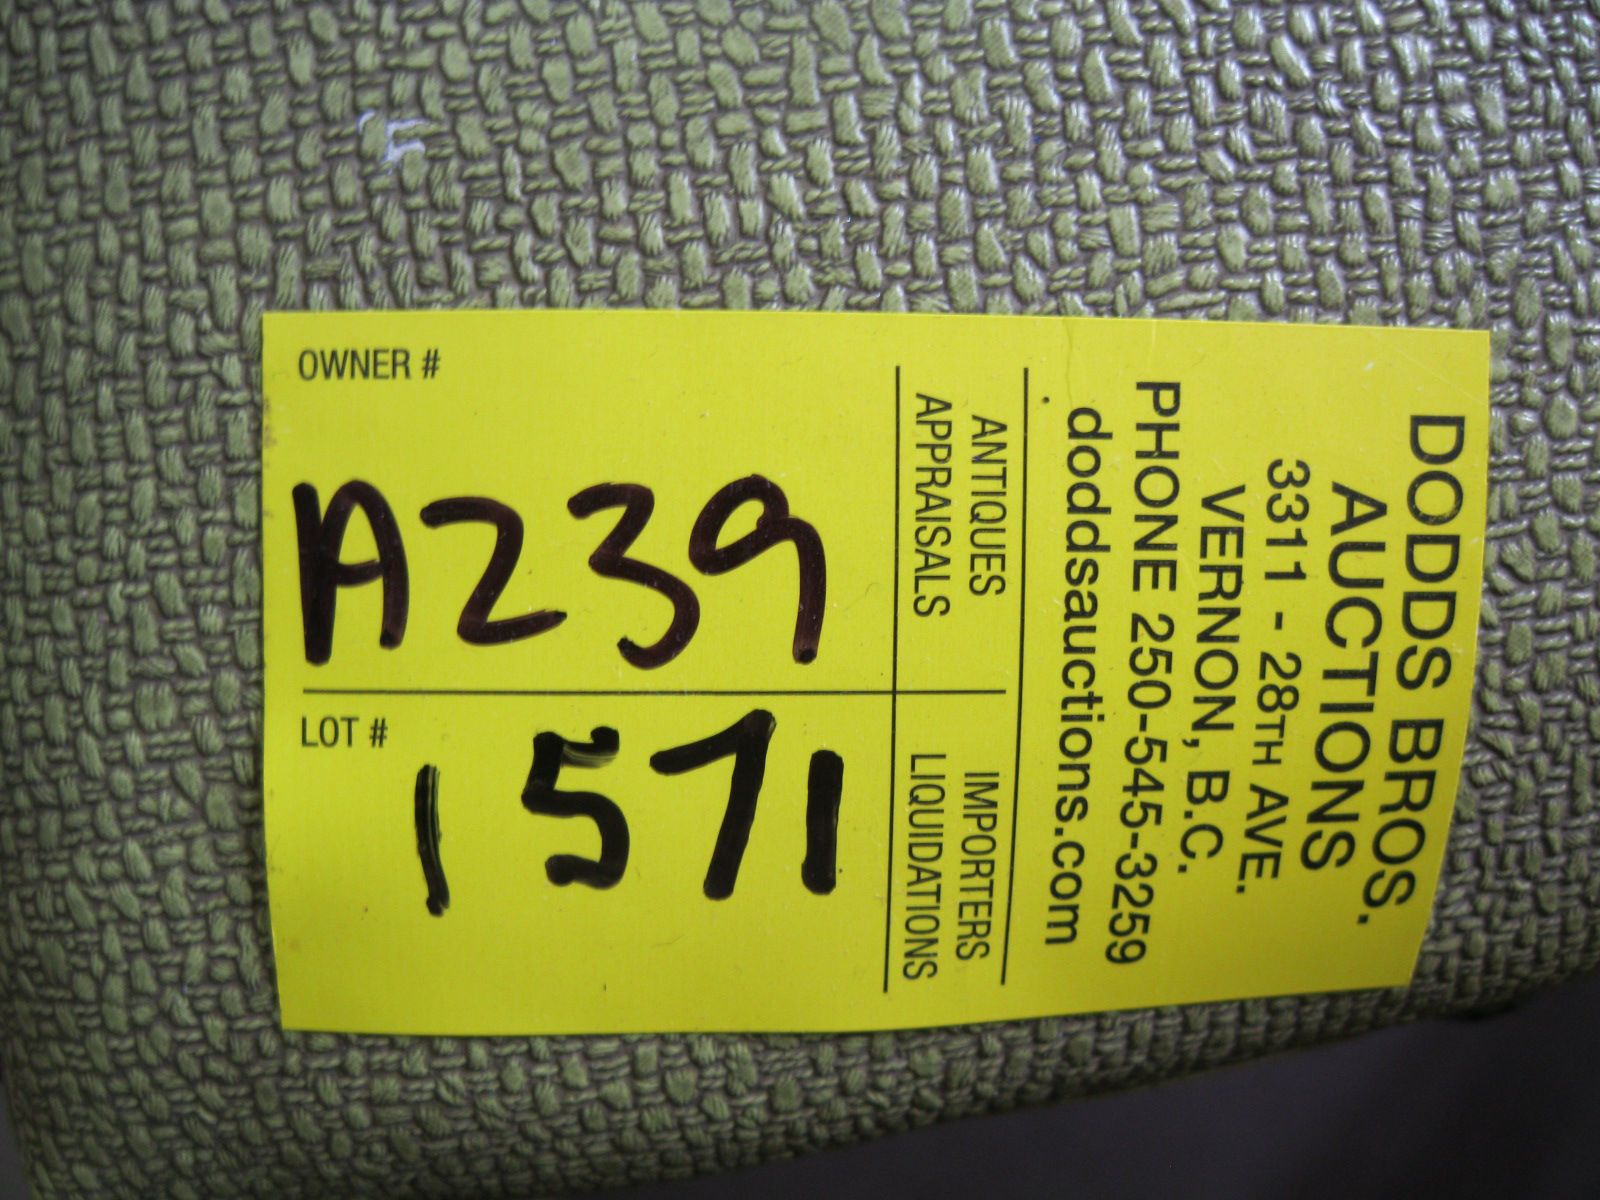 DODDS BROS.
AUCTIONS
3311 - 28TH AVE.
VERNON, B.C.
PHONE 250-545-3259
doddsauctions.com
ANTIQUES
APPRAISALS
IMPORTERS
LIQUIDATIONS
OWNER #
A239
LOT #
1571